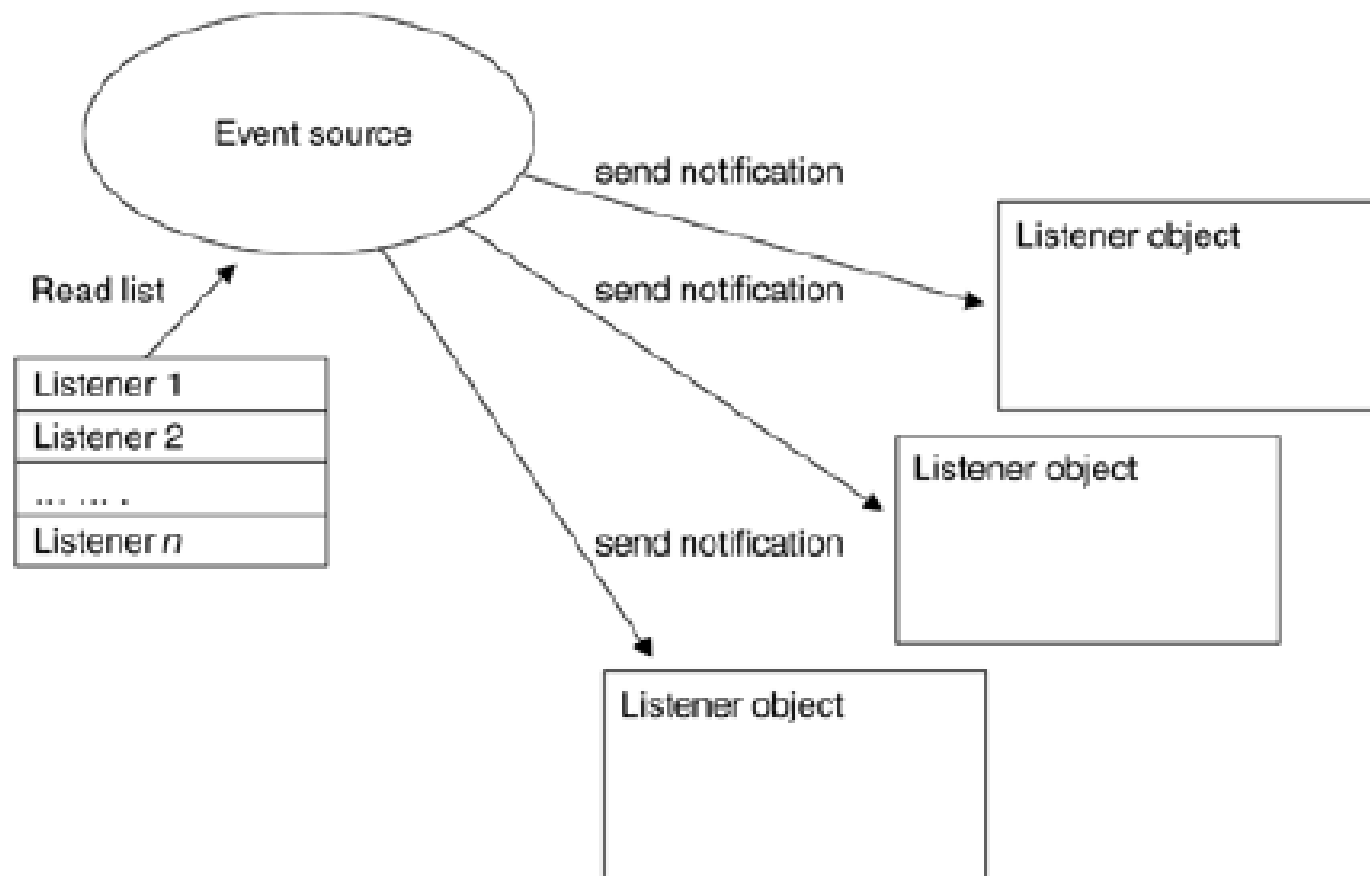 Event source
send notification
Listener object
Read list
send notification
Listener 1
Listener 2
... ... .
Listener n
Listener object
send notification
Listener object